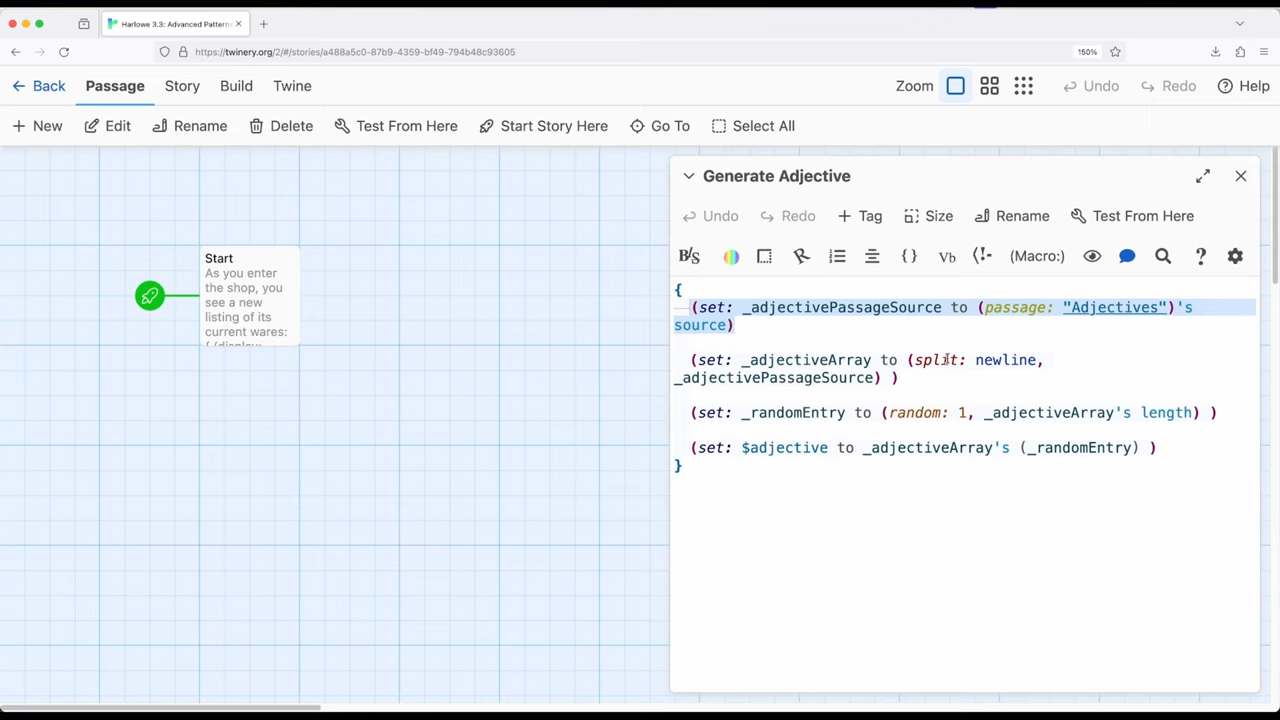 Harlowe 3.3: Advanced Pattern
https://twinery.org/2/#/stories/a488a5c0-87b9-4359-bf49-794b48c93605
150%
Back Passage Story Build Twine Zoom Undo Redo Help
New Edit Rename Delete Test From Here Start Story Here Go To Select All
Generate Adjective
Undo Redo + Tag Size Rename Test From Here
B/S { } Vb (Macro:) ?
{
(set: _adjectivePassageSource to (passage: "Adjectives")'s
source)
(set: _adjectiveArray to (split: newline,
_adjectivePassageSource) )
(set: _randomEntry to (random: 1, _adjectiveArray's length) )
(set: $adjective to _adjectiveArray's (_randomEntry) )
}
Start
As you enter
the shop, you
see a new
listing of its
current wares:
{ (display: